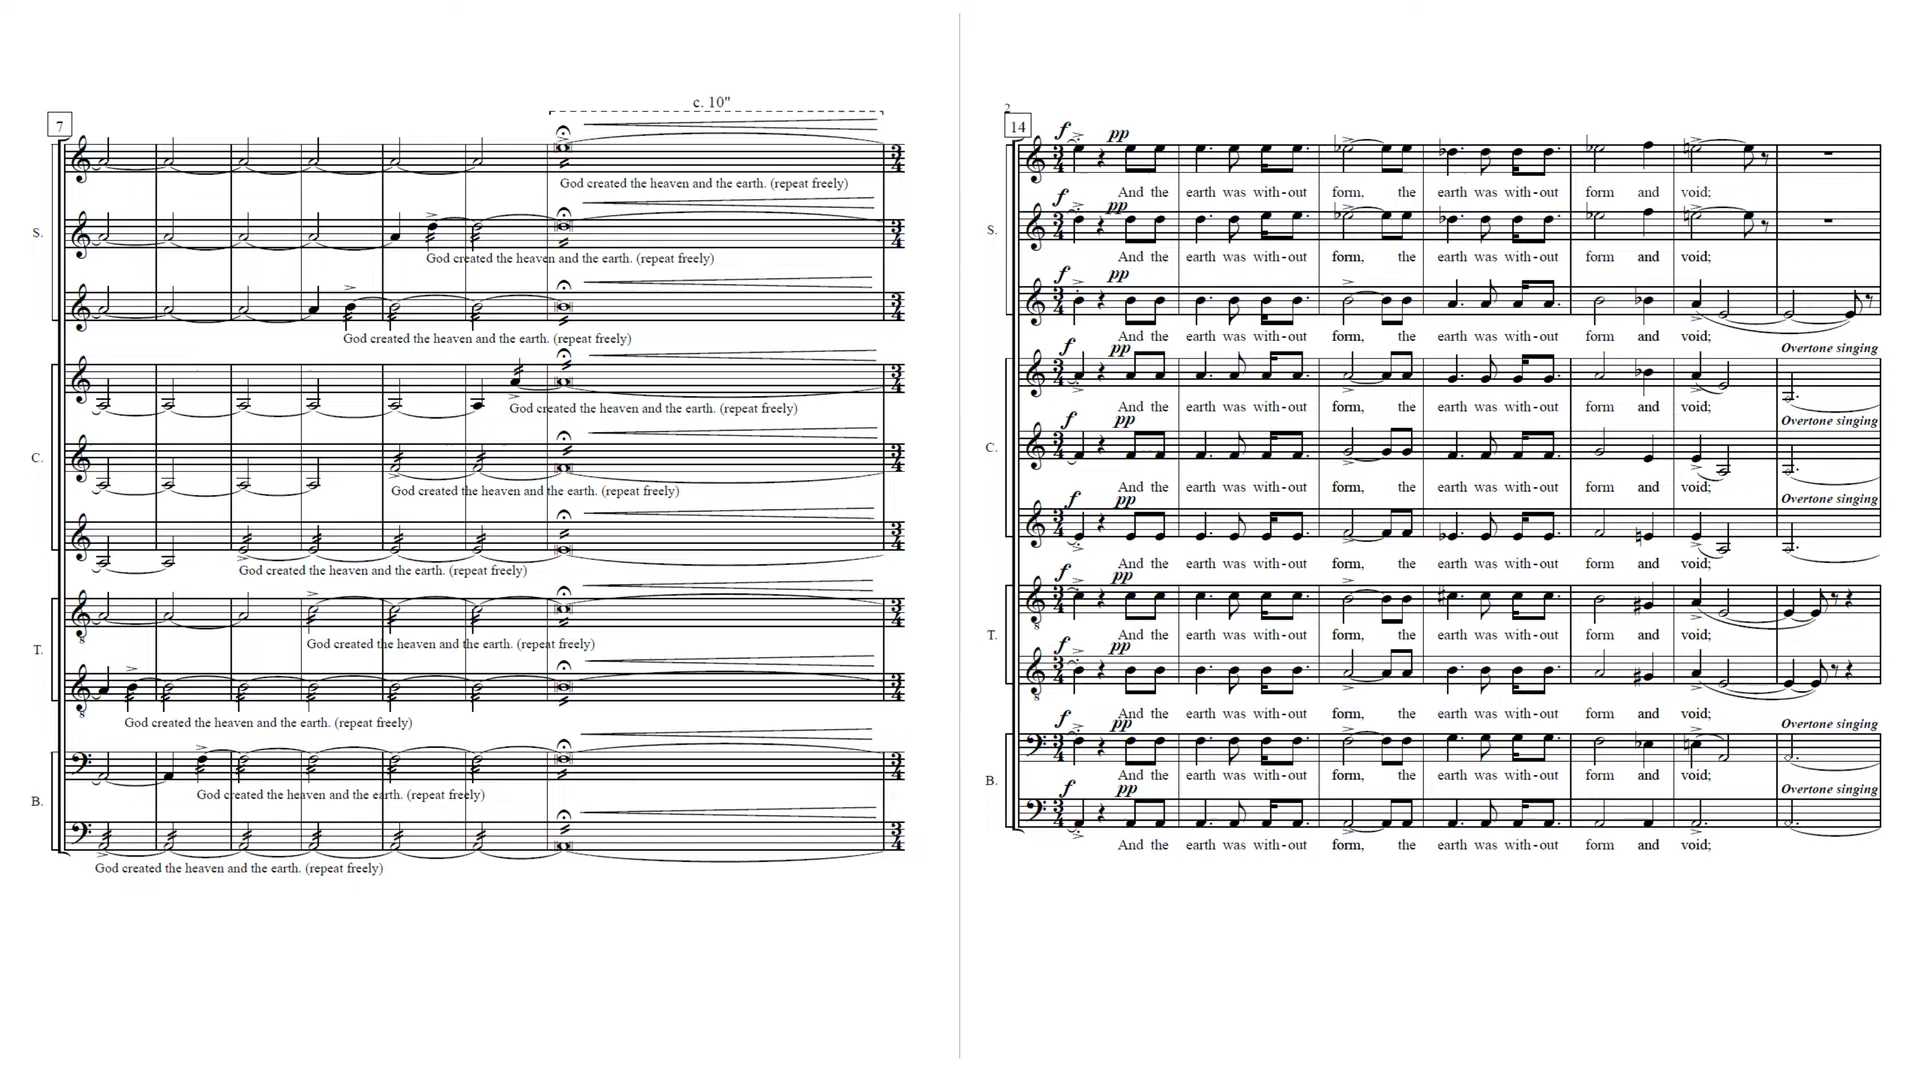 c. 10"
7
God created the heaven and the earth. (repeat freely)
S.
God created the heaven and the earth. (repeat freely)
God created the heaven and the earth. (repeat freely)
God created the heaven and the earth. (repeat freely)
C.
God created the heaven and the earth. (repeat freely)
God created the heaven and the earth. (repeat freely)
T.
God created the heaven and the earth. (repeat freely)
God created the heaven and the earth. (repeat freely)
God created the heaven and the earth. (repeat freely)
B.
God created the heaven and the earth. (repeat freely)
2
14
f pp
And the earth was with-out form, the earth was with-out form and void;
f pp
S.
And the earth was with-out form, the earth was with-out form and void;
f pp
And the earth was with-out form, the earth was with-out form and void;
f pp Overtone singing
And the earth was with-out form, the earth was with-out form and void;
f pp Overtone singing
C.
And the earth was with-out form, the earth was with-out form and void;
f pp Overtone singing
And the earth was with-out form, the earth was with-out form and void;
f pp
T.
And the earth was with-out form, the earth was with-out form and void;
f pp
And the earth was with-out form, the earth was with-out form and void;
f pp Overtone singing
B.
And the earth was with-out form, the earth was with-out form and void;
f pp Overtone singing
And the earth was with-out form, the earth was with-out form and void;